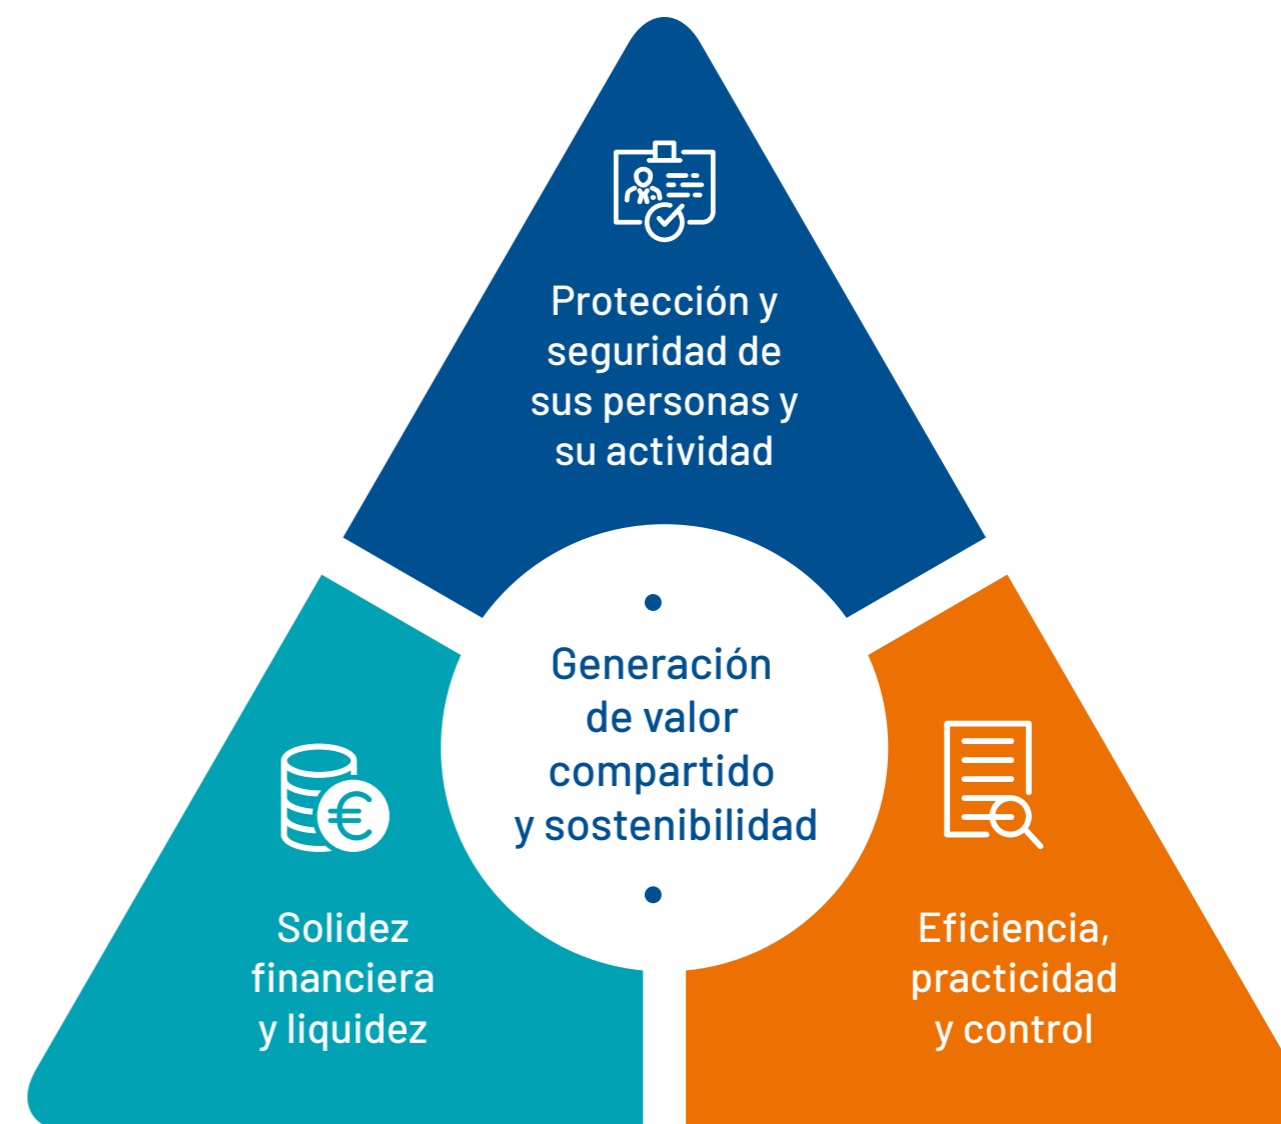 Protección y
seguridad de
sus personas y
su actividad
Generación
de valor
compartido
y sostenibilidad
€
Solidez
financiera
y liquidez
Eficiencia,
practicidad
y control